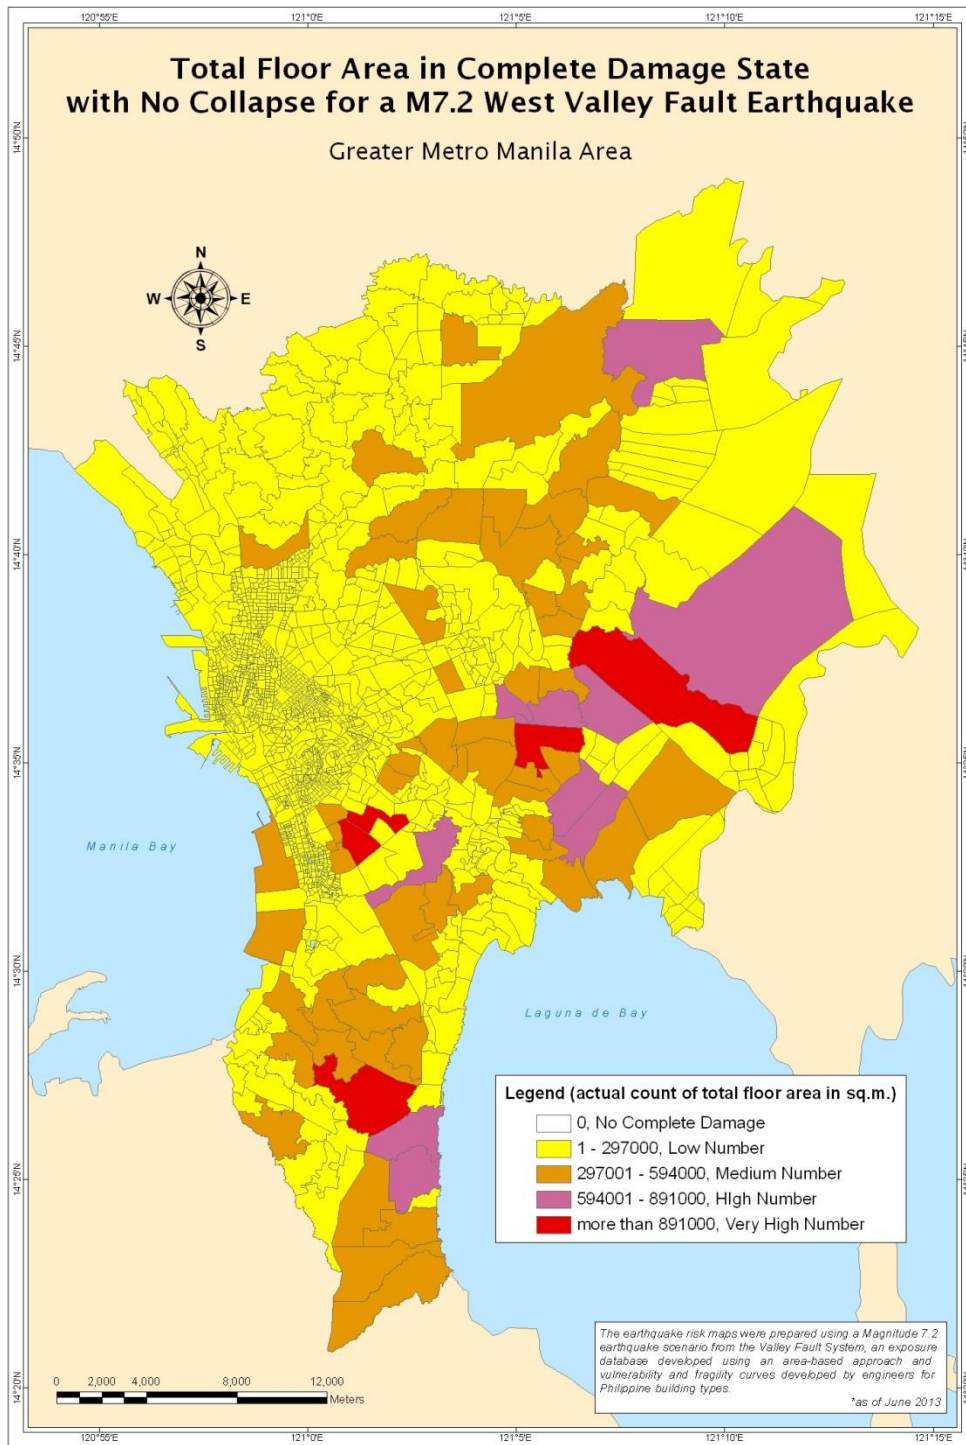 120°55'E 121°0'E 121°5'E 121°10'E 121°15'E
Total Floor Area in Complete Damage State
with No Collapse for a M7.2 West Valley Fault Earthquake
Greater Metro Manila Area
14°50'N
N
W E
S
14°45'N
14°40'N
14°35'N
Manila Bay
14°30'N
Laguna de Bay
Legend (actual count of total floor area in sq.m.)
0, No Complete Damage
1 - 297000, Low Number
297001 - 594000, Medium Number
594001 - 891000, HIgh Number
more than 891000, Very High Number
14°25'N
The earthquake risk maps were prepared using a Magnitude 7.2
earthquake scenario from the Valley Fault System, an exposure
database developed using an area-based approach and
vulnerability and fragility curves developed by engineers for
Philippine building types.
*as of June 2013
0 2,000 4,000 8,000 12,000
Meters
14°20'N
120°55'E 121°0'E 121°5'E 121°10'E 121°15'E